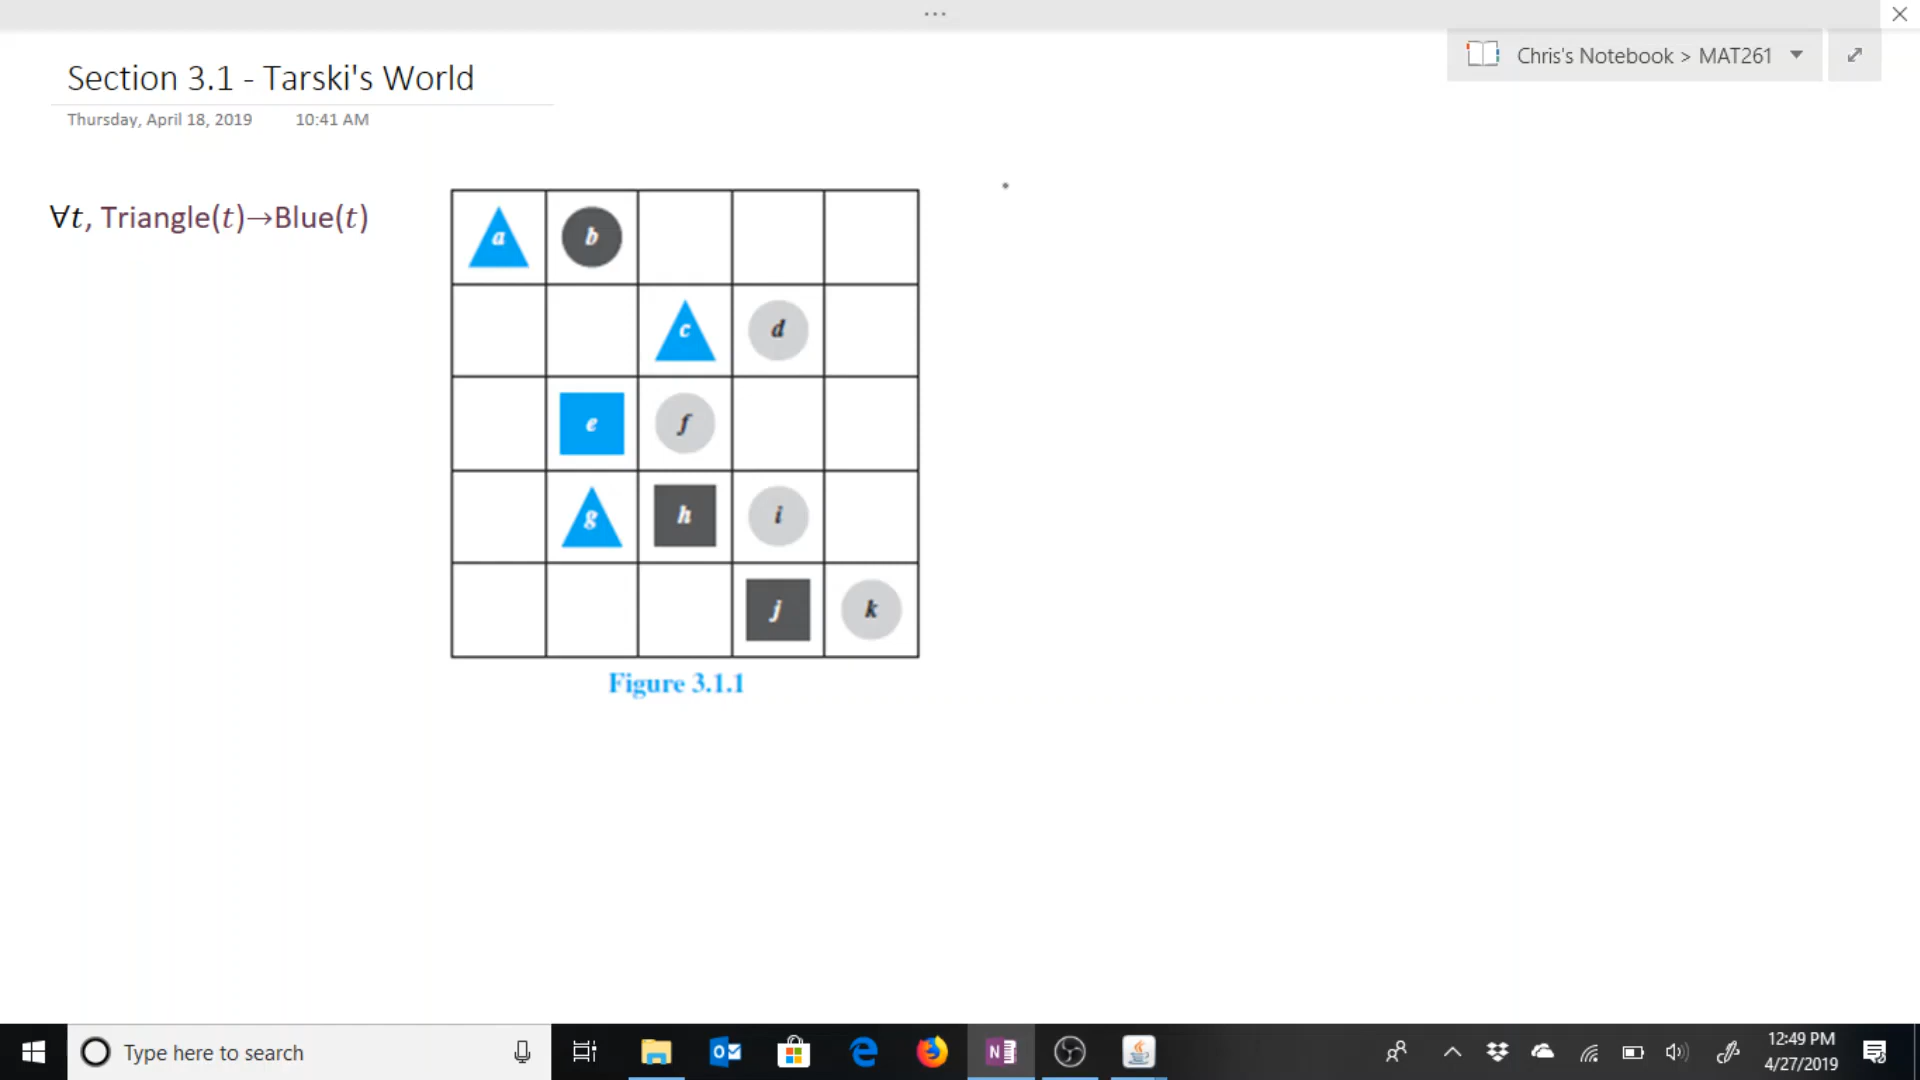 ...
Chris's Notebook > MAT261
Section 3.1 - Tarski's World
Thursday, April 18, 2019 10:41 AM
∀t, Triangle(t)→Blue(t)
a b
c d
e f
g h i
j k
Figure 3.1.1
Type here to search
12:49 PM
4/27/2019